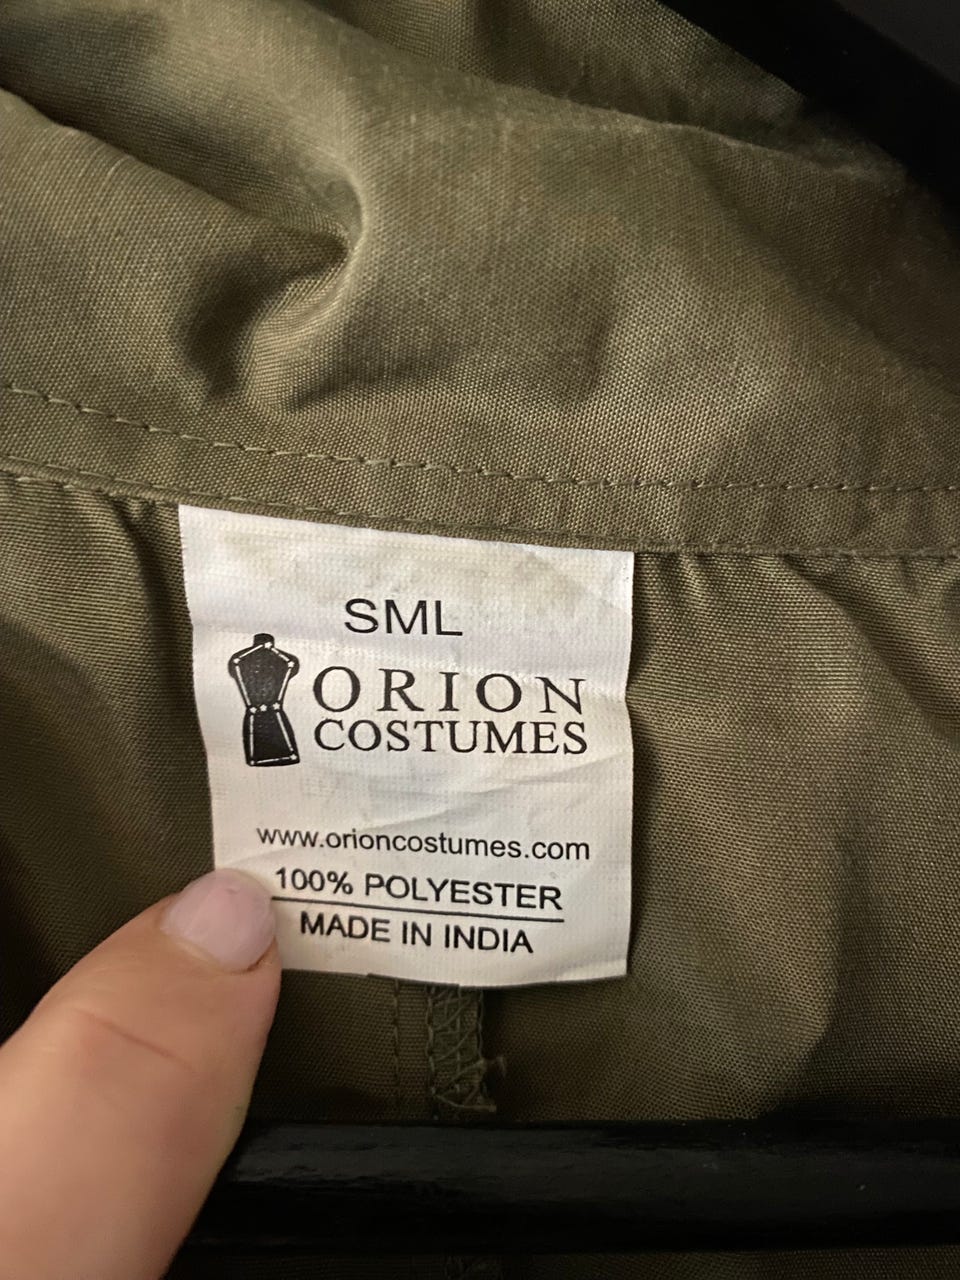 SML
ORION
COSTUMES
www.orioncostumes.com
100% POLYESTER
MADE IN INDIA